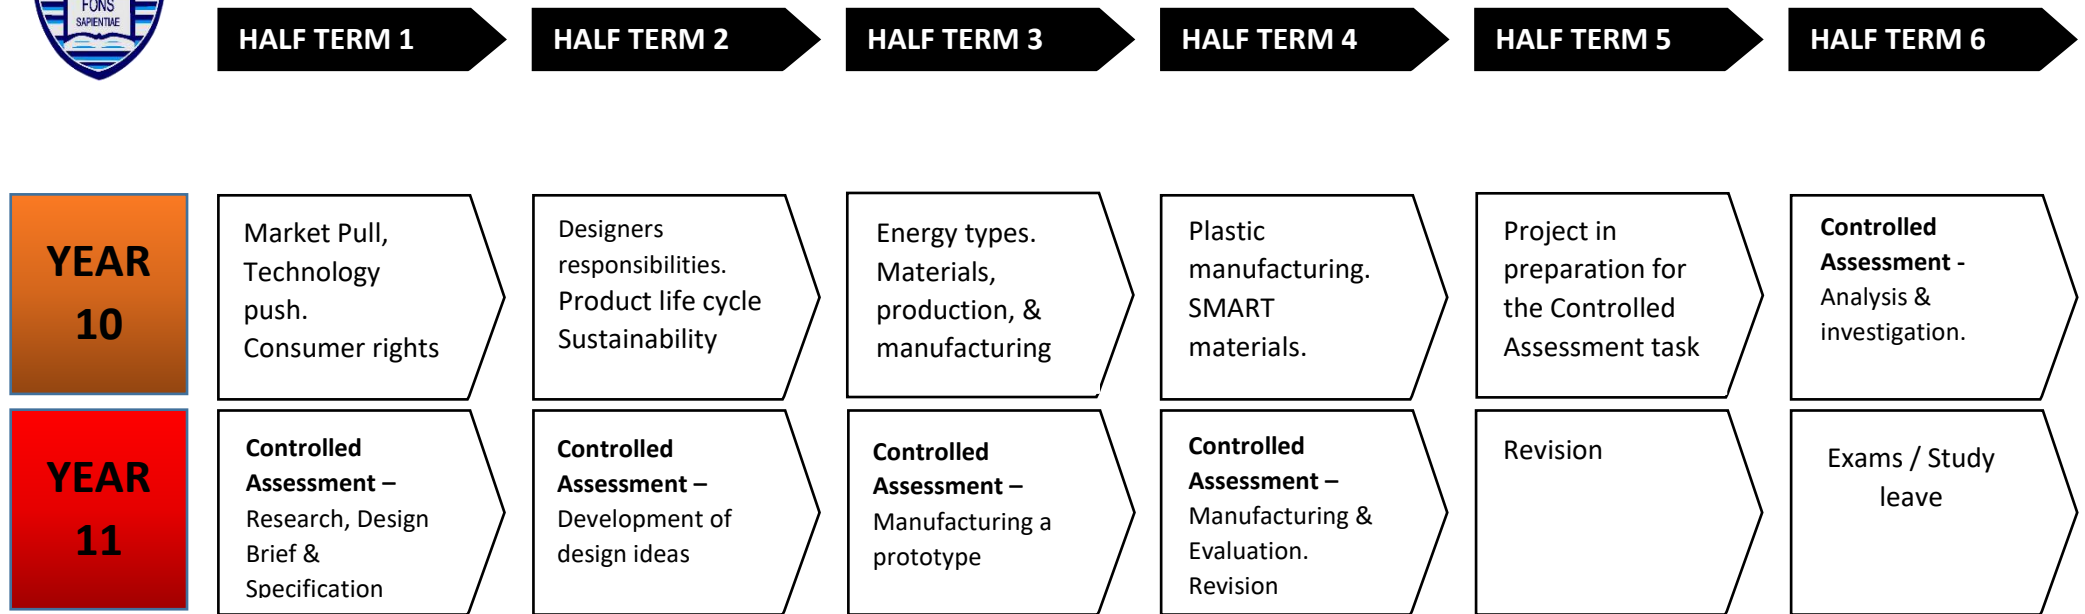 FONS
SAPIENTIAE
HALF TERM 1
HALF TERM 2
HALF TERM 3
HALF TERM 4
HALF TERM 5
HALF TERM 6
YEAR
10
Market Pull,
Technology
push.
Consumer rights
Designers
responsibilities.
Product life cycle
Sustainability
Energy types.
Materials,
production, &
manufacturing
Plastic
manufacturing.
SMART
materials.
Project in
preparation for
the Controlled
Assessment task
Controlled
Assessment -
Analysis &
investigation.
YEAR
11
Controlled
Assessment –
Research, Design
Brief &
Specification
Controlled
Assessment –
Development of
design ideas
Controlled
Assessment –
Manufacturing a
prototype
Controlled
Assessment –
Manufacturing &
Evaluation.
Revision
Revision
Exams / Study
leave